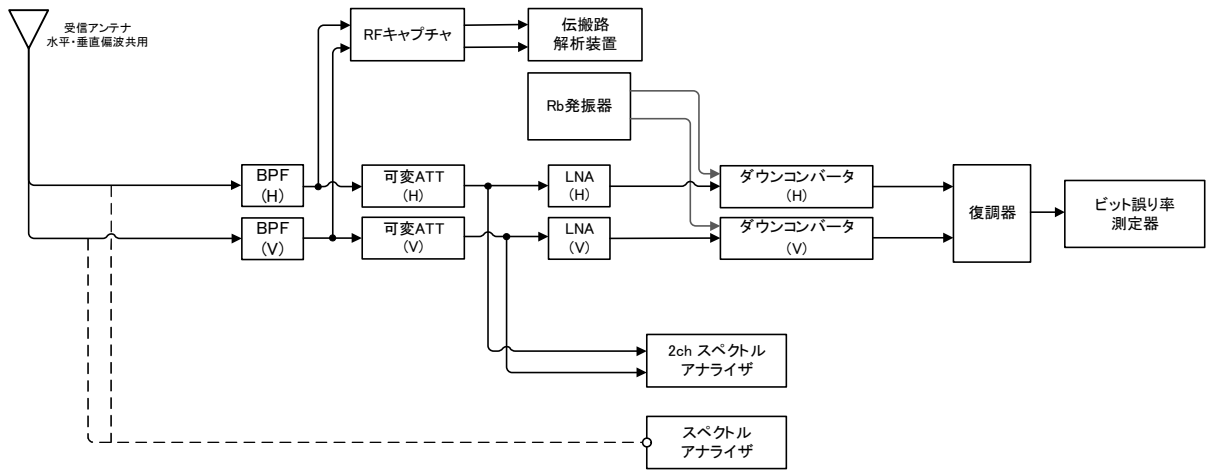 受信アンテナ
水平・垂直偏波共用
RFキャプチャ
伝搬路
解析装置
Rb発振器
BPF
(H)
可変ATT
(H)
LNA
(H)
ダウンコンバータ
(H)
BPF
(V)
可変ATT
(V)
LNA
(V)
ダウンコンバータ
(V)
復調器
ビット誤り率
測定器
2ch スペクトル
アナライザ
スペクトル
アナライザ